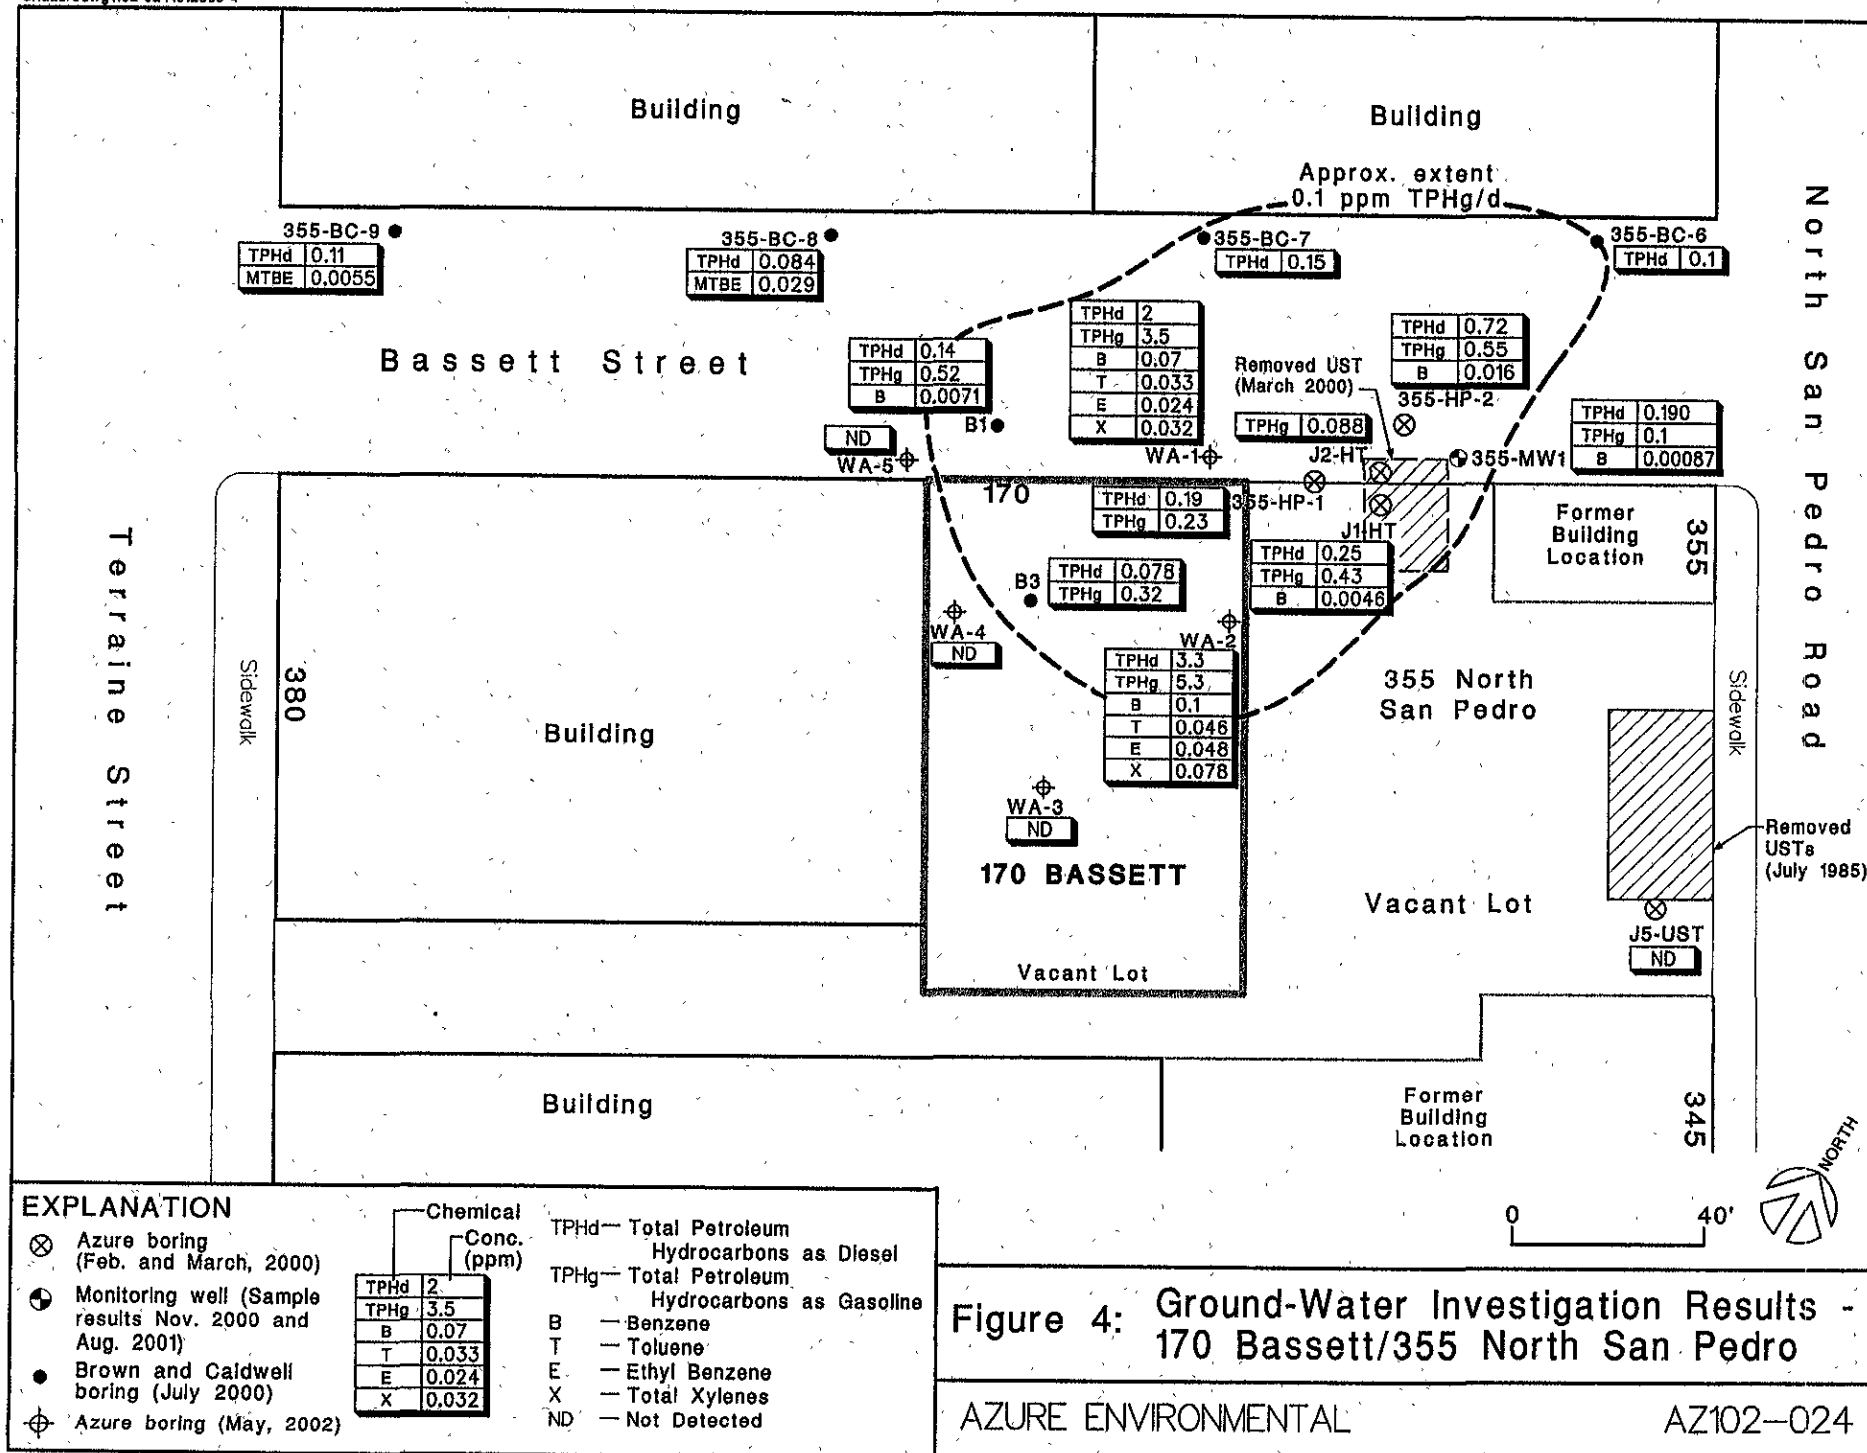 Building
Building
Approx. extent
0.1 ppm TPHg/d
North San Pedro Road
355-BC-9
TPHd 0.11
MTBE 0.0055
355-BC-8
TPHd 0.084
MTBE 0.029
355-BC-7
TPHd 0.15
355-BC-6
TPHd 0.1
Bassett Street
TPHd 0.14
TPHg 0.52
B 0.0071
B1
TPHd 2
TPHg 3.5
B 0.07
T 0.033
E 0.024
X 0.032
WA-1
Removed UST
(March 2000)
TPHd 0.72
TPHg 0.55
B 0.016
355-HP-2
TPHg 0.088
J2-HT
355-MW1
TPHd 0.190
TPHg 0.1
B 0.00087
ND
WA-5
170
TPHd 0.19
TPHg 0.23
355-HP-1
J1-HT
TPHd 0.25
TPHg 0.43
B 0.0046
Former
Building
Location
355
Terraine Street
Sidewalk
380
Building
B3
TPHd 0.078
TPHg 0.32
WA-4
ND
WA-2
TPHd 3.3
TPHg 5.3
B 0.1
T 0.046
E 0.048
X 0.078
355 North
San Pedro
Sidewalk
WA-3
ND
170 BASSETT
Vacant Lot
Vacant Lot
Removed
USTs
(July 1985)
J5-UST
ND
Building
Former
Building
Location
345
NORTH
0 40'
EXPLANATION
Azure boring
(Feb. and March, 2000)
Monitoring well (Sample
results Nov. 2000 and
Aug. 2001)
Brown and Caldwell
boring (July 2000)
Azure boring (May, 2002)
Chemical
Conc.
(ppm)
TPHd 2
TPHg 3.5
B 0.07
T 0.033
E 0.024
X 0.032
TPHd — Total Petroleum
Hydrocarbons as Diesel
TPHg — Total Petroleum
Hydrocarbons as Gasoline
B — Benzene
T — Toluene
E — Ethyl Benzene
X — Total Xylenes
ND — Not Detected
Figure 4: Ground-Water Investigation Results -
170 Bassett/355 North San Pedro
AZURE ENVIRONMENTAL
AZ102-024